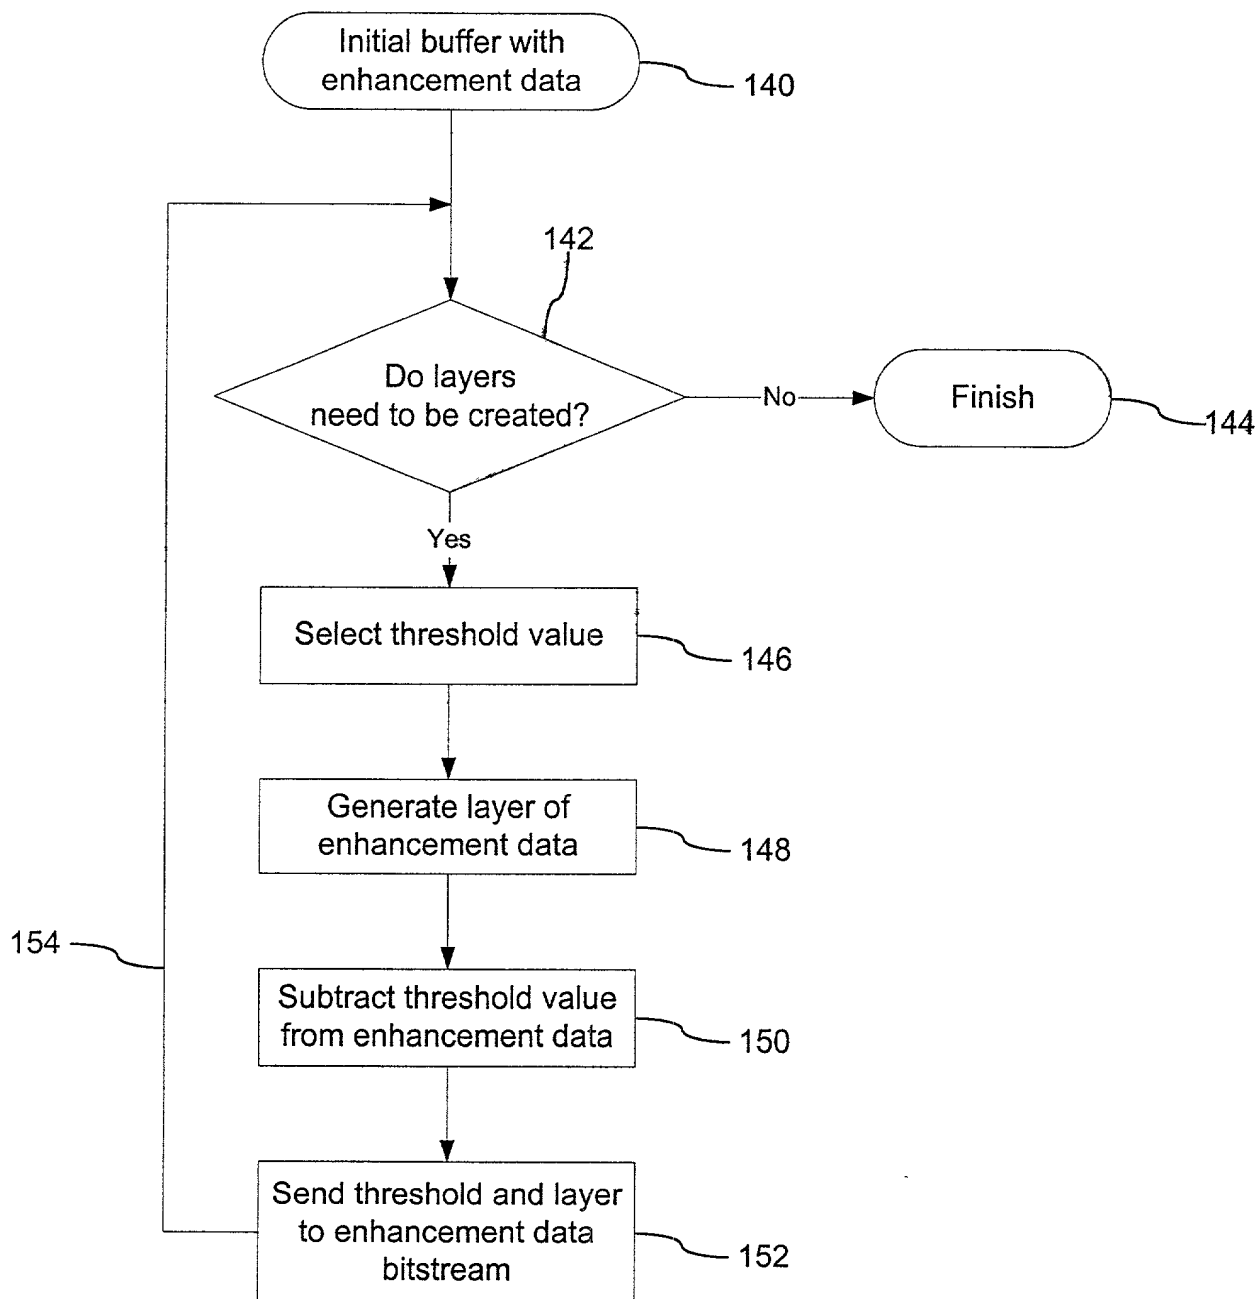 Initial buffer with
enhancement data
140
142
Do layers
need to be created?
No
Finish
144
Yes
Select threshold value
146
Generate layer of
enhancement data
148
154
Subtract threshold value
from enhancement data
150
Send threshold and layer
to enhancement data
bitstream
152